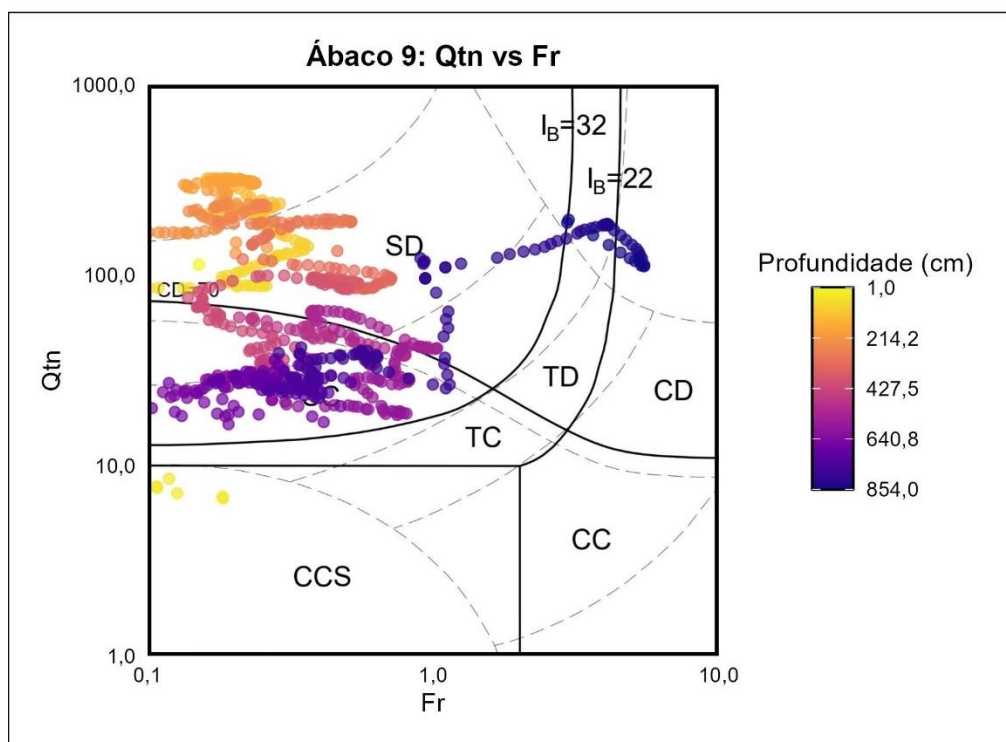 Ábaco 9: Qtn vs Fr
1000,0
100,0
10,0
1,0
Qtn
0,1
1,0
10,0
Fr
I_B=32
I_B=22
SD
CD=70
TD
CD
TC
CC
CCS
Profundidade (cm)
1,0
214,2
427,5
640,8
854,0